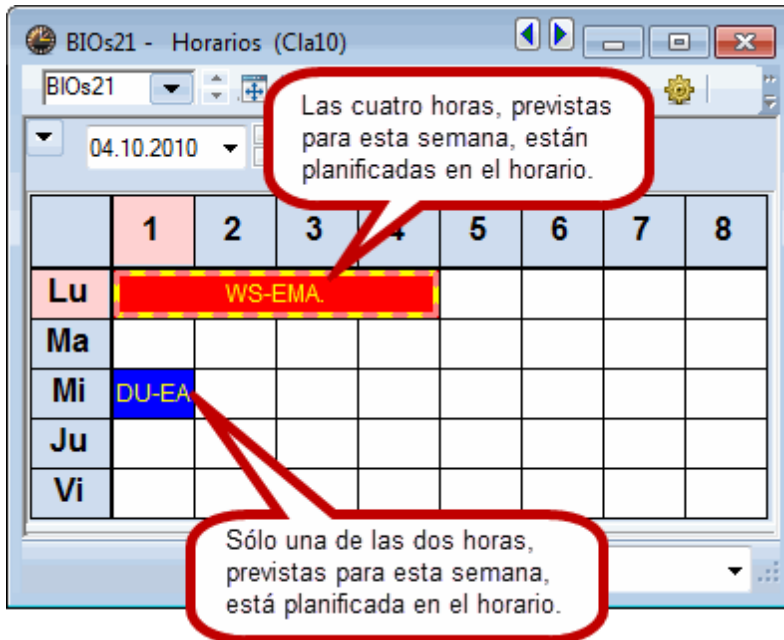 BIOs21 - Horarios (Cla10)
BIOs21
Las cuatro horas, previstas
para esta semana, están
planificadas en el horario.
04.10.2010
1 2 3 4 5 6 7 8
Lu WS-EMA.
Ma
Mi DU-EA
Ju
Vi
Sólo una de las dos horas,
previstas para esta semana,
está planificada en el horario.